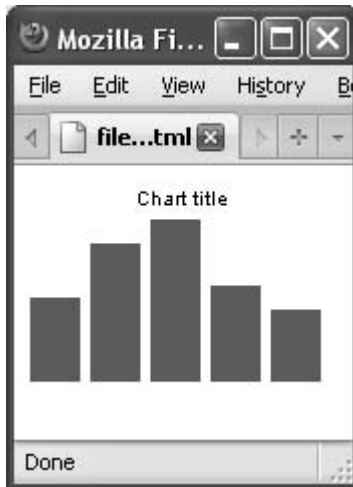 Mozilla Fi...
File Edit View History
file...tml
Chart title
Done